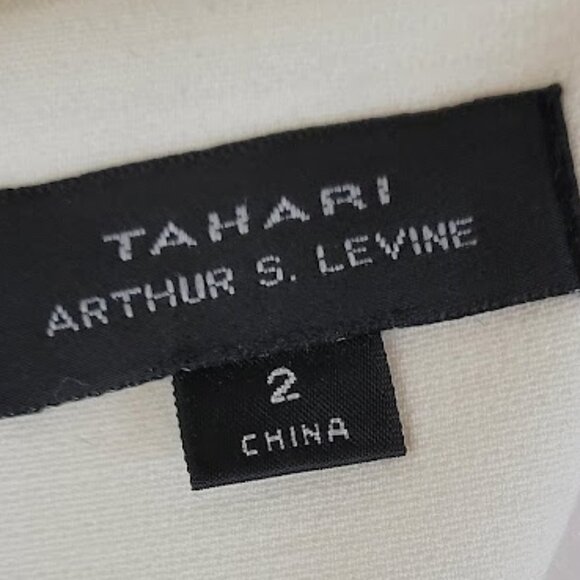 TAHARI
ARTHUR S. LEVINE
2
CHINA